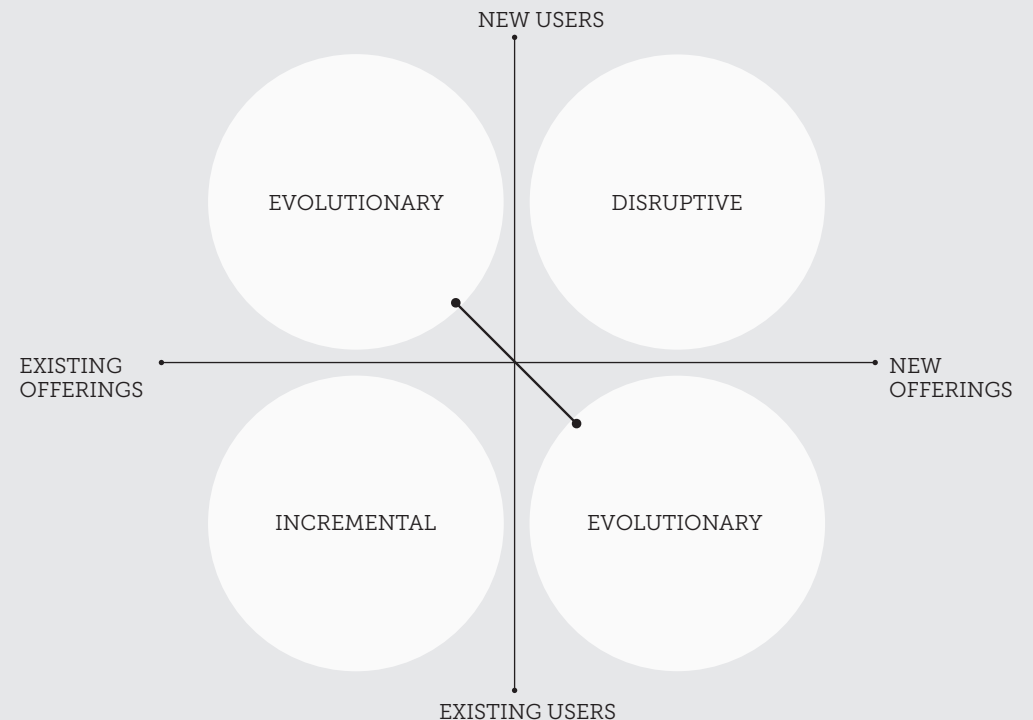 NEW USERS
EVOLUTIONARY
DISRUPTIVE
EXISTING
OFFERINGS
NEW
OFFERINGS
INCREMENTAL
EVOLUTIONARY
EXISTING USERS